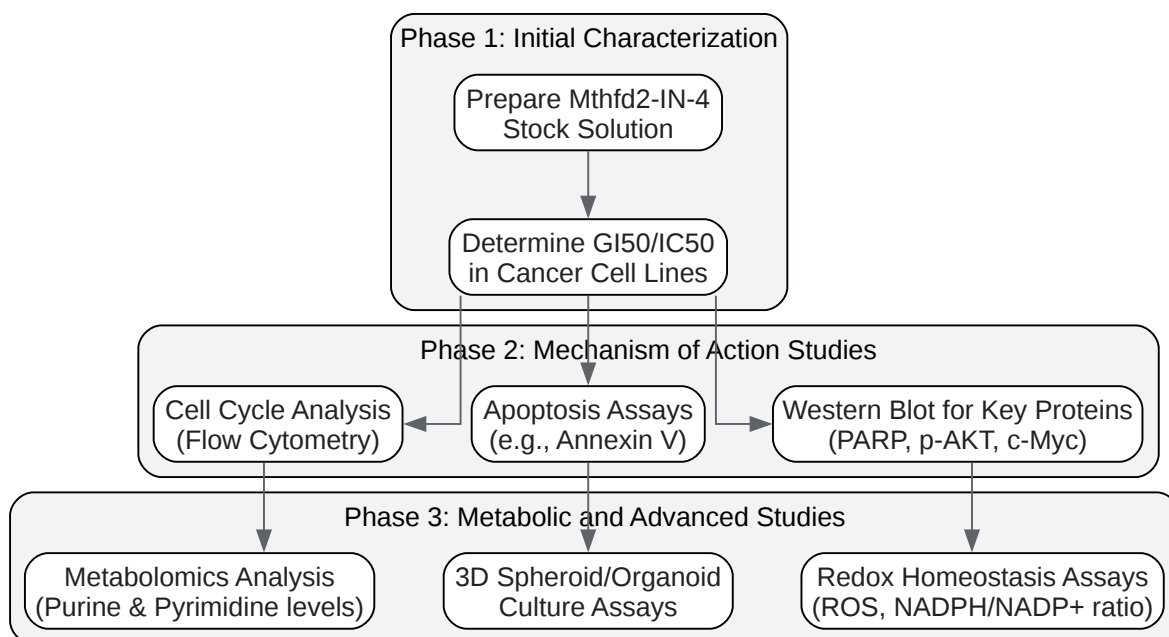 Phase 1: Initial Characterization
Prepare Mthfd2-IN-4
Stock Solution
Determine GI50/IC50
in Cancer Cell Lines
Phase 2: Mechanism of Action Studies
Cell Cycle Analysis
(Flow Cytometry)
Apoptosis Assays
(e.g., Annexin V)
Western Blot for Key Proteins
(PARP, p-AKT, c-Myc)
Phase 3: Metabolic and Advanced Studies
Metabolomics Analysis
(Purine & Pyrimidine levels)
3D Spheroid/Organoid
Culture Assays
Redox Homeostasis Assays
(ROS, NADPH/NADP+ ratio)